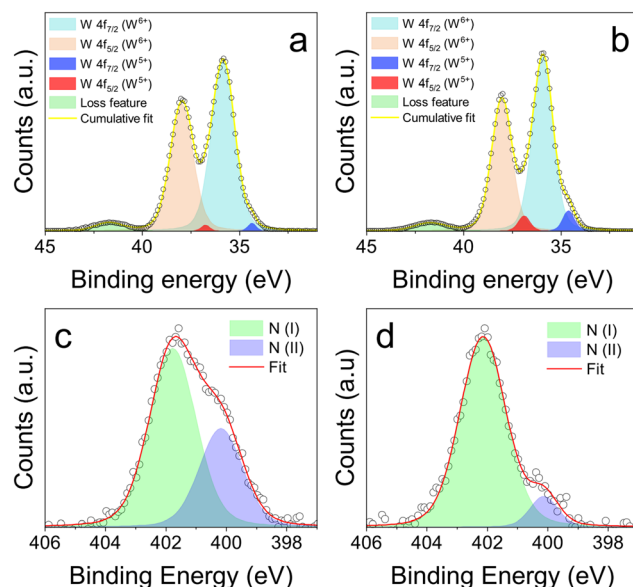 W 4f7/2 (W6+)
W 4f5/2 (W6+)
W 4f7/2 (W5+)
W 4f5/2 (W5+)
Loss feature
Cumulative fit
a
Counts (a.u.)
45 40 35
Binding energy (eV)
W 4f7/2 (W6+)
W 4f5/2 (W6+)
W 4f7/2 (W5+)
W 4f5/2 (W5+)
Loss feature
Cumulative fit
b
Counts (a.u.)
45 40 35
Binding energy (eV)
c
N (I)
N (II)
Fit
Counts (a.u.)
406 404 402 400 398
Binding Energy (eV)
d
N (I)
N (II)
Fit
Counts (a.u)
406 404 402 400 398
Binding Energy (eV)